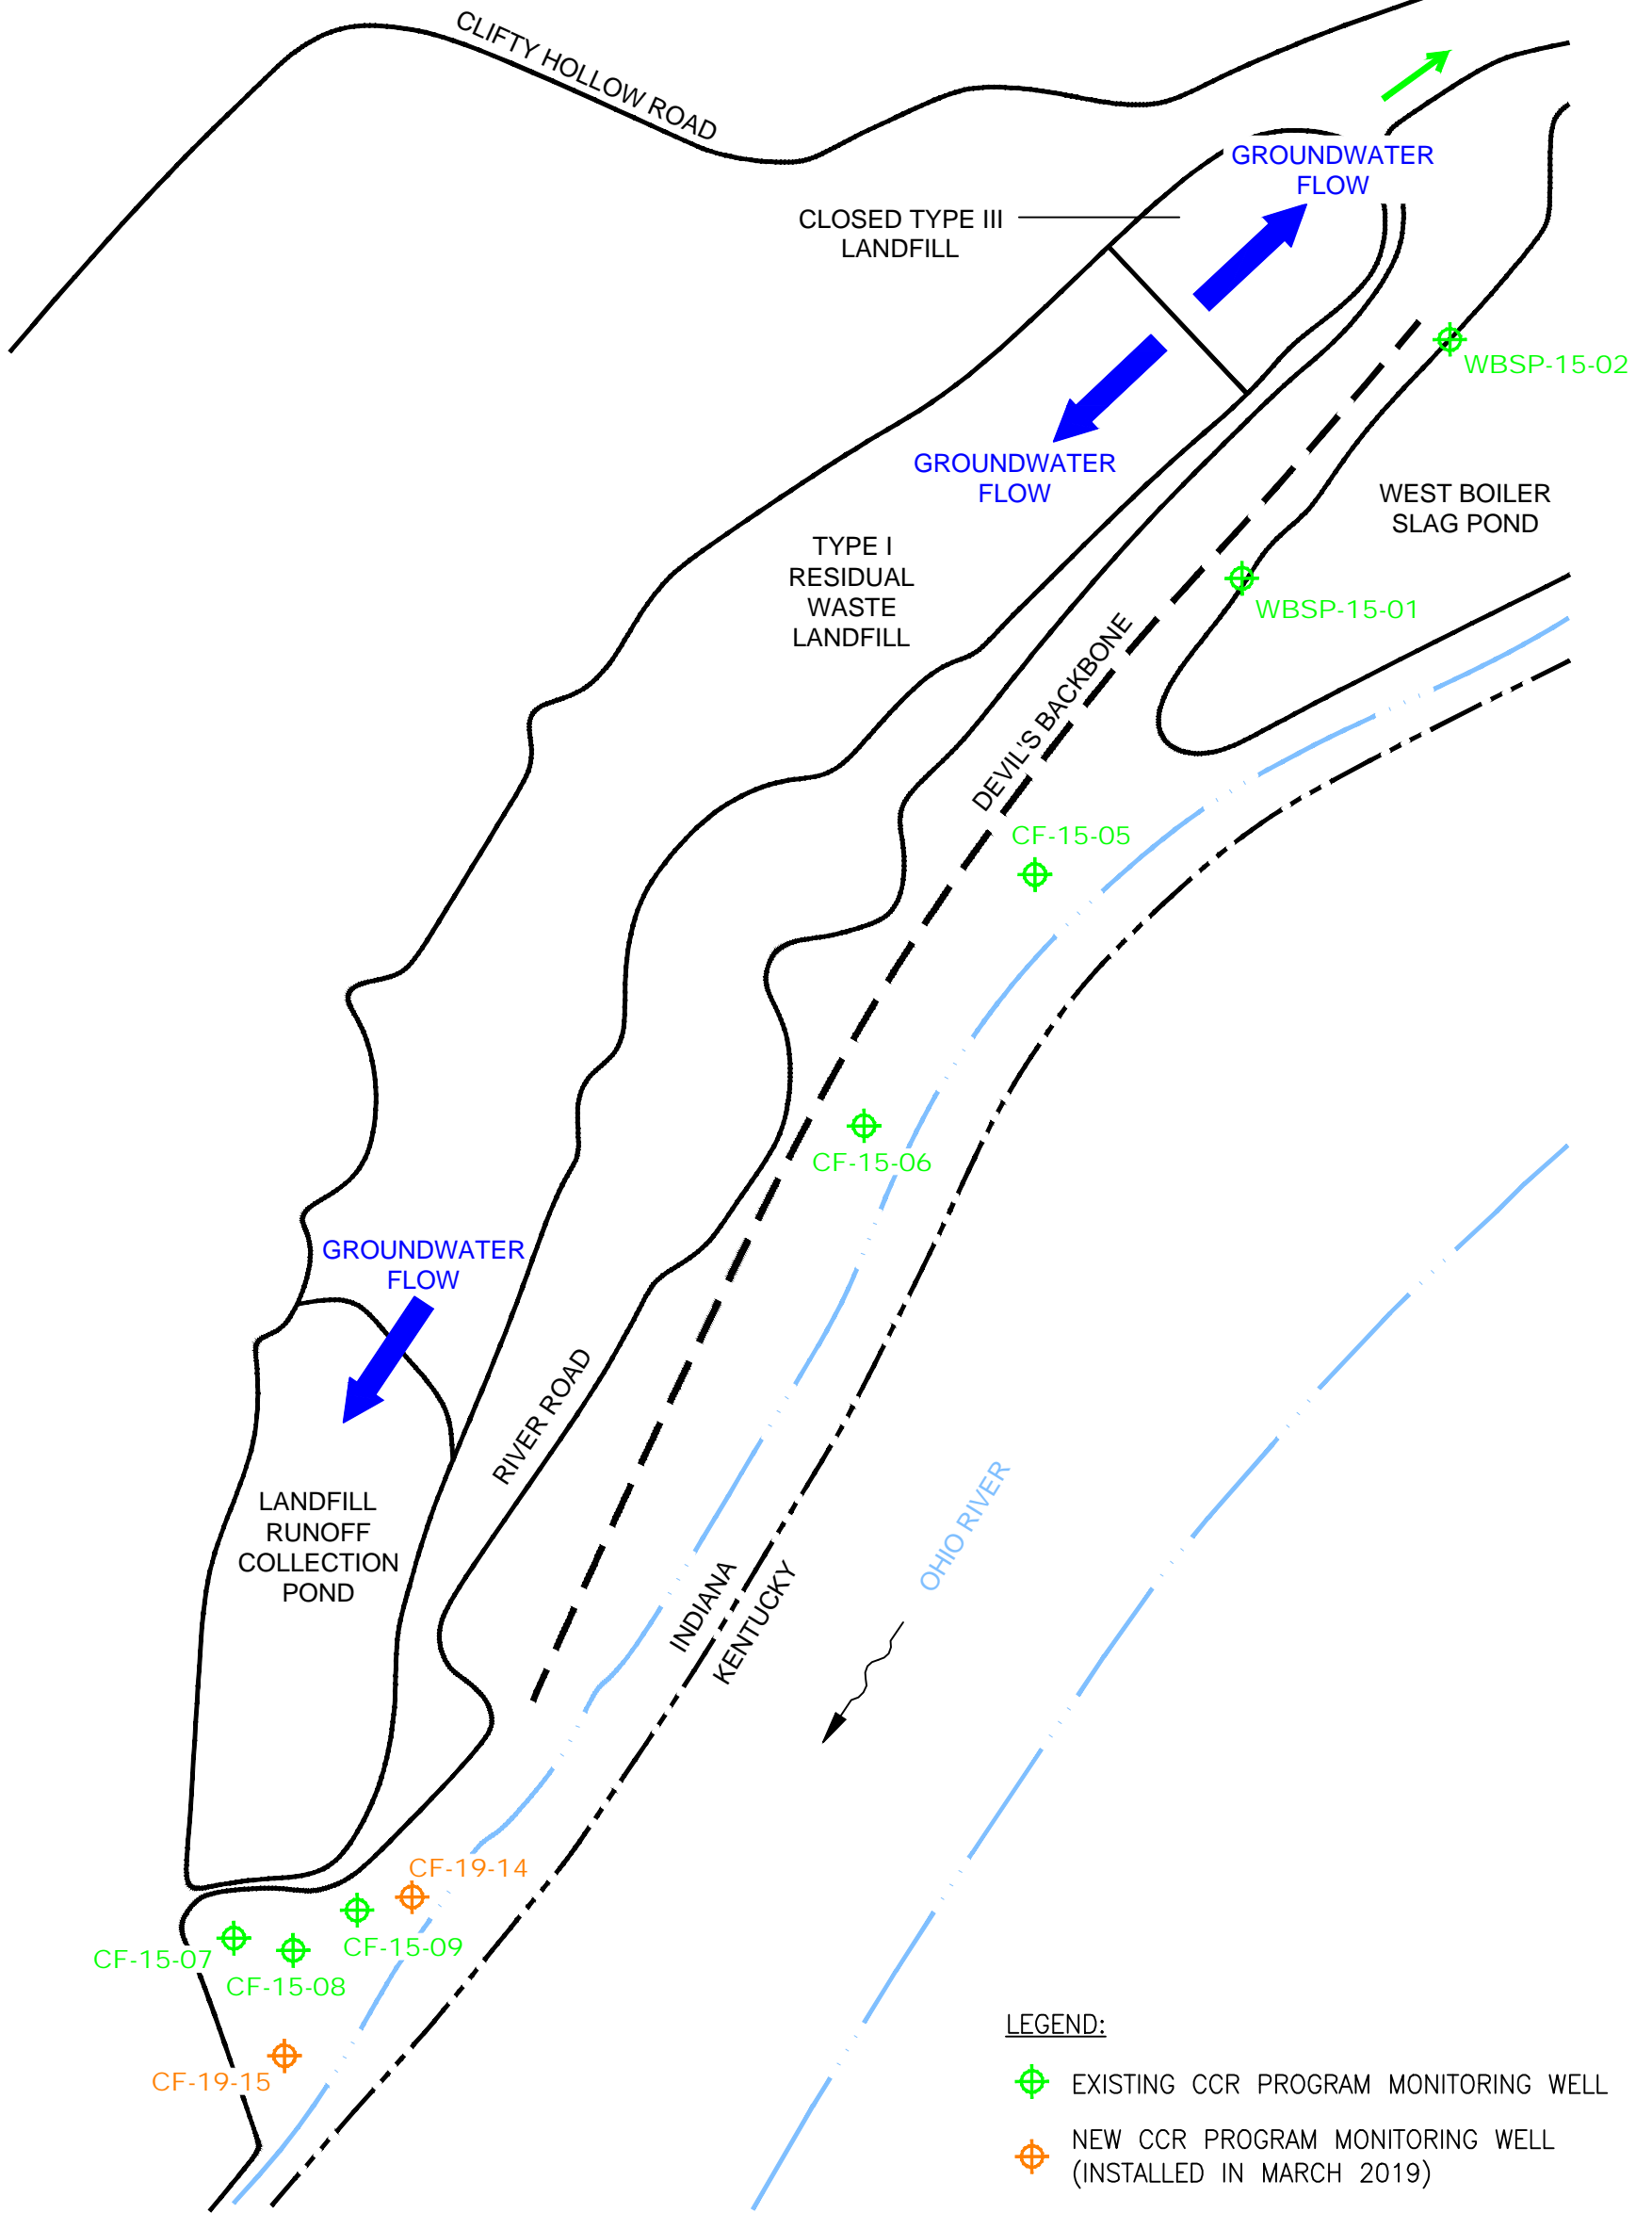 CLIFTY HOLLOW ROAD
GROUNDWATER
FLOW
CLOSED TYPE III
LANDFILL
WBSP-15-02
GROUNDWATER
FLOW
WEST BOILER
SLAG POND
TYPE I
RESIDUAL
WASTE
LANDFILL
WBSP-15-01
DEVIL'S BACKBONE
CF-15-05
CF-15-06
GROUNDWATER
FLOW
RIVER ROAD
LANDFILL
RUNOFF
COLLECTION
POND
OHIO RIVER
INDIANA
KENTUCKY
CF-19-14
CF-15-09
CF-15-07
CF-15-08
CF-19-15
LEGEND:
EXISTING CCR PROGRAM MONITORING WELL
NEW CCR PROGRAM MONITORING WELL
(INSTALLED IN MARCH 2019)